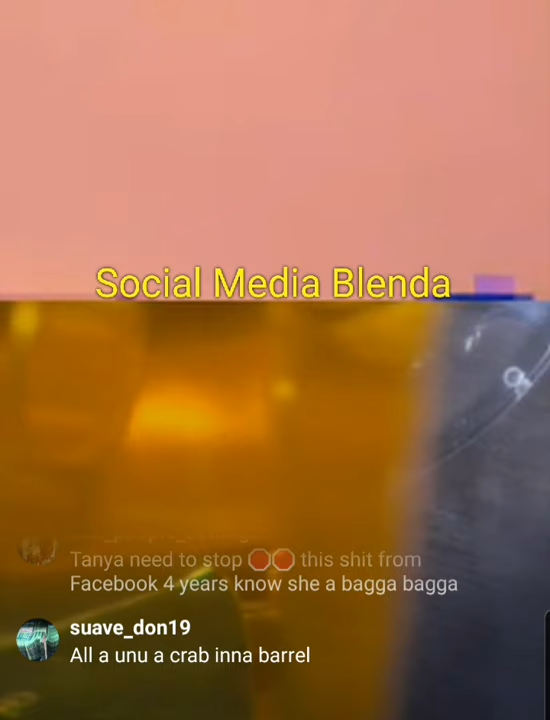 Social Media Blenda
Tanya need to stop 🛑🛑 this shit from
Facebook 4 years know she a bagga bagga
suave_don19
All a unu a crab inna barrel